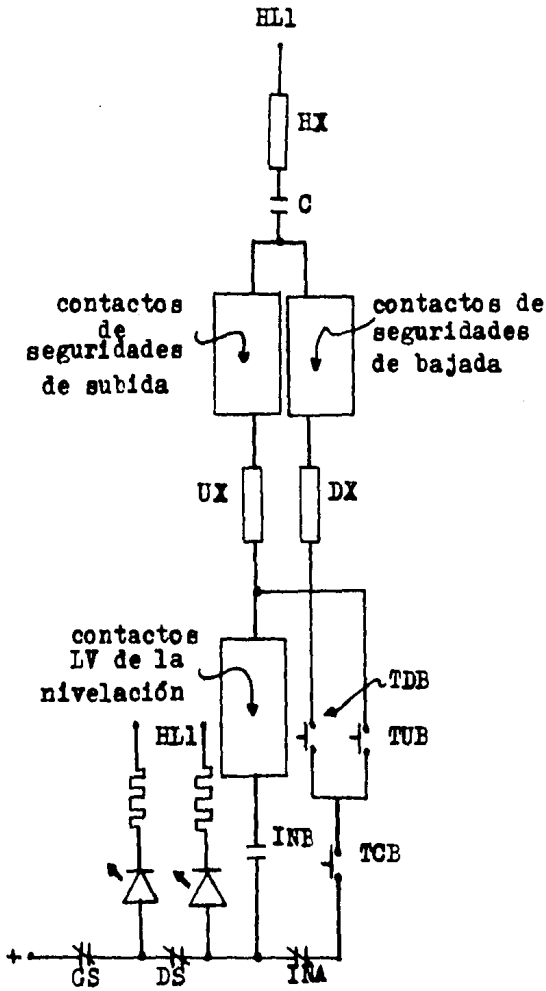 HL1
HX
C
contactos
de
seguridades
de subida
contactos de
seguridades
de bajada
UX
DX
contactos
LV de la
nivelación
TDB
HL1
TUB
INB
TCB
+
GS
DS
INA